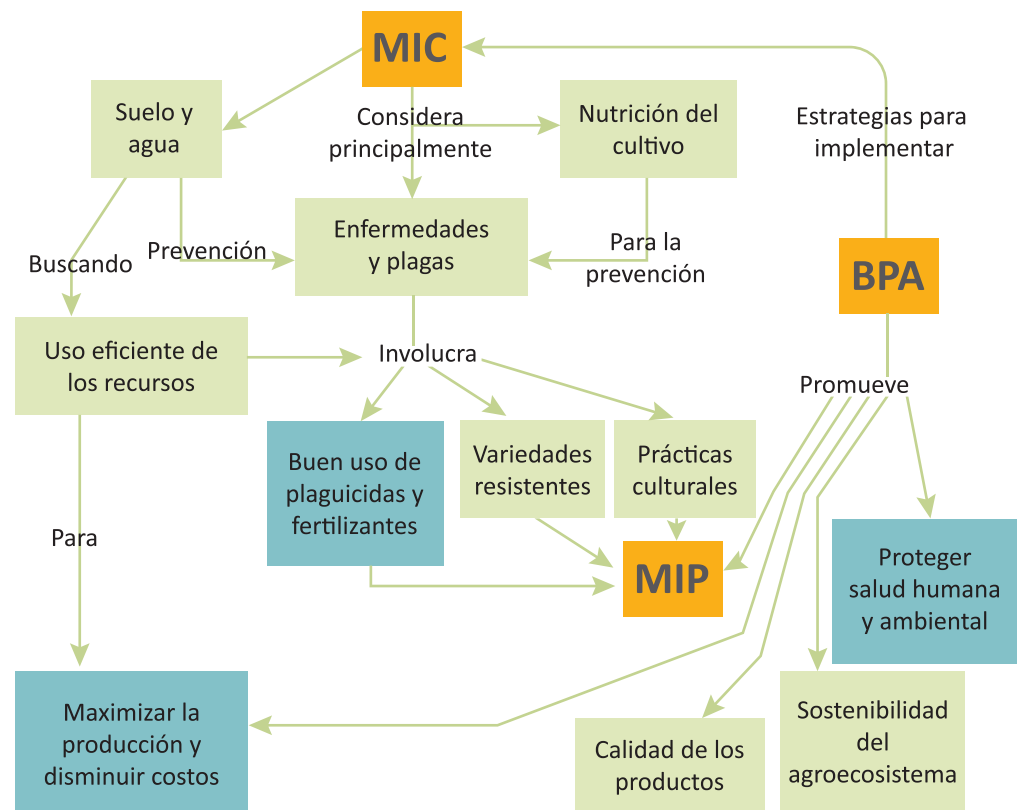 MIC
Suelo y
agua
Considera
principalmente
Nutrición del
cultivo
Estrategias para
implementar
Enfermedades
y plagas
Prevención
Buscando
Para la
prevención
BPA
Uso eficiente de
los recursos
Involucra
Promueve
Buen uso de
plaguicidas y
fertilizantes
Variedades
resistentes
Prácticas
culturales
Para
MIP
Proteger
salud humana
y ambiental
Maximizar la
producción y
disminuir costos
Calidad de los
productos
Sostenibilidad
del
agroecosistema